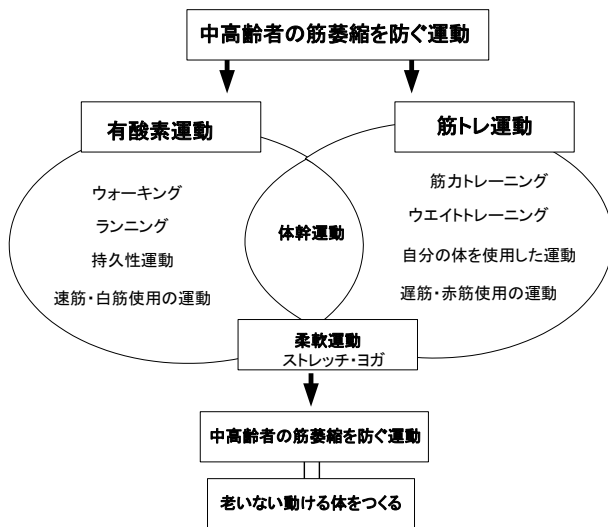 中高齢者の筋萎縮を防ぐ運動
有酸素運動
筋トレ運動
ウォーキング
ランニング
持久性運動
速筋・白筋使用の運動
体幹運動
筋力トレーニング
ウエイトトレーニング
自分の体を使用した運動
遅筋・赤筋使用の運動
柔軟運動
ストレッチ・ヨガ
中高齢者の筋萎縮を防ぐ運動
老いない動ける体をつくる